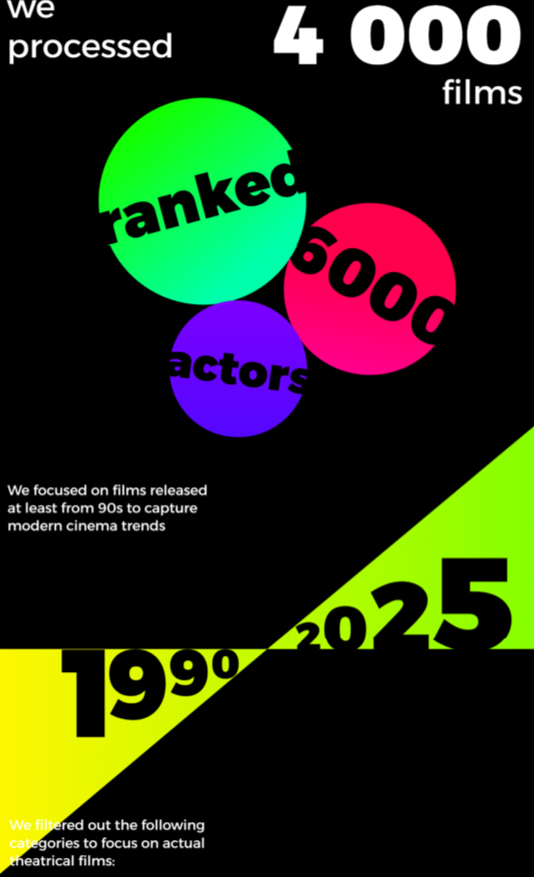 we
processed
4 000
films
ranked
6000
actors
We focused on films released
at least from 90s to capture
modern cinema trends
2025
1990
We filtered out the following
categories to focus on actual
theatrical films: